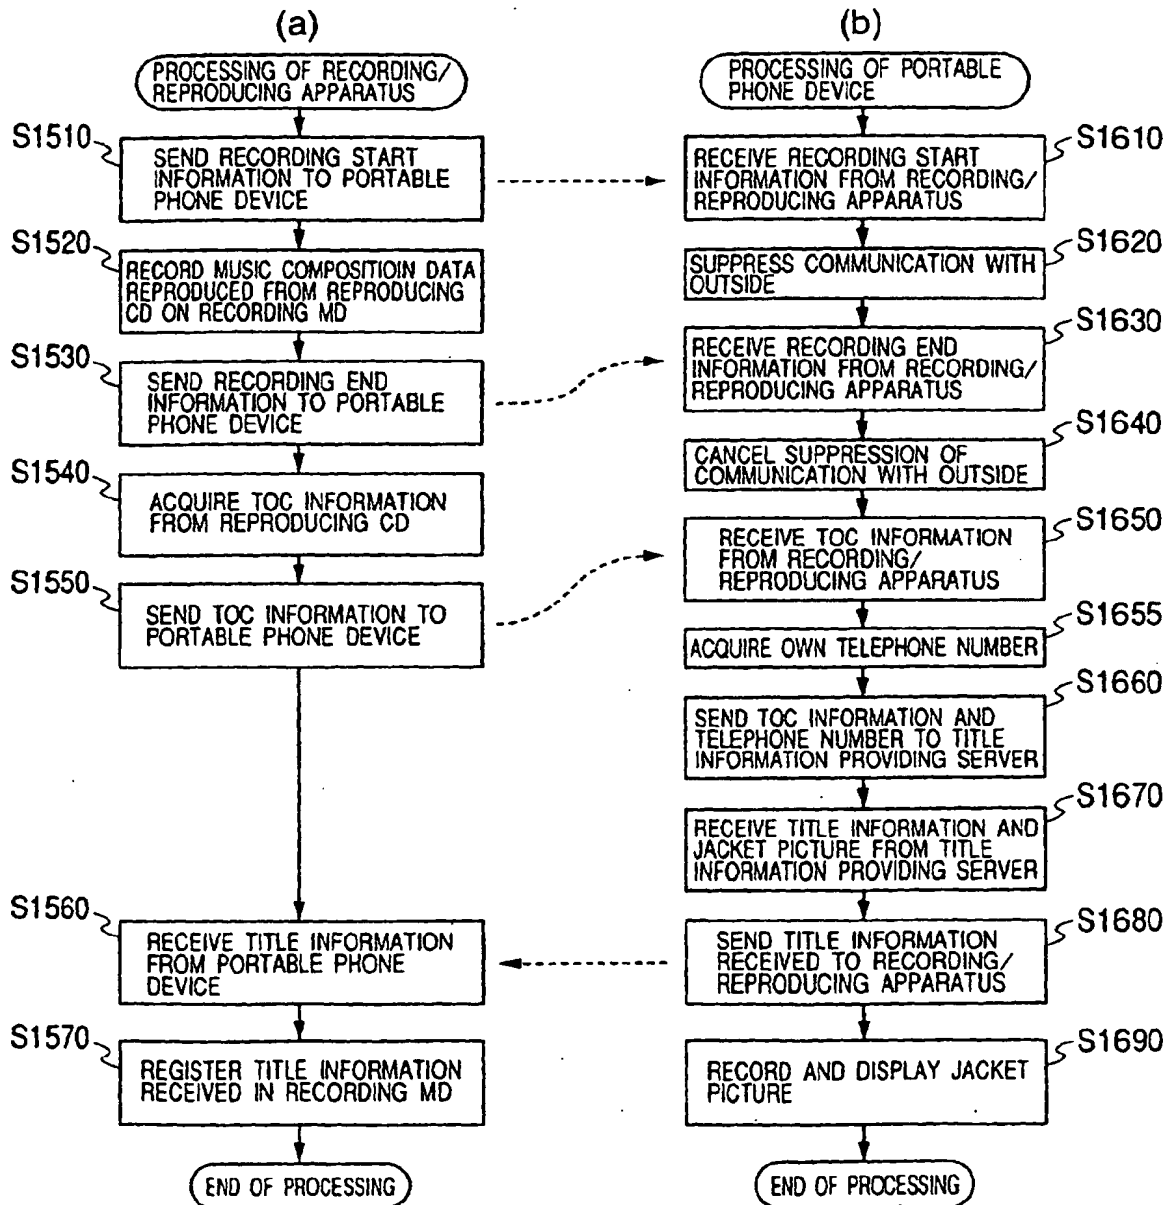 (a)
PROCESSING OF RECORDING/
REPRODUCING APPARATUS
S1510
SEND RECORDING START
INFORMATION TO PORTABLE
PHONE DEVICE
S1520
RECORD MUSIC COMPOSITIOIN DATA
REPRODUCED FROM REPRODUCING
CD ON RECORDING MD
S1530
SEND RECORDING END
INFORMATION TO PORTABLE
PHONE DEVICE
S1540
ACQUIRE TOC INFORMATION
FROM REPRODUCING CD
S1550
SEND TOC INFORMATION TO
PORTABLE PHONE DEVICE
S1560
RECEIVE TITLE INFORMATION
FROM PORTABLE PHONE
DEVICE
S1570
REGISTER TITLE INFORMATION
RECEIVED IN RECORDING MD
END OF PROCESSING
(b)
PROCESSING OF PORTABLE
PHONE DEVICE
S1610
RECEIVE RECORDING START
INFORMATION FROM RECORDING/
REPRODUCING APPARATUS
S1620
SUPPRESS COMMUNICATION WITH
OUTSIDE
S1630
RECEIVE RECORDING END
INFORMATION FROM RECORDING/
REPRODUCING APPARATUS
S1640
CANCEL SUPPRESSION OF
COMMUNICATION WITH OUTSIDE
S1650
RECEIVE TOC INFORMATION
FROM RECORDING/
REPRODUCING APPARATUS
S1655
ACQUIRE OWN TELEPHONE NUMBER
S1660
SEND TOC INFORMATION AND
TELEPHONE NUMBER TO TITLE
INFORMATION PROVIDING SERVER
S1670
RECEIVE TITLE INFORMATION AND
JACKET PICTURE FROM TITLE
INFORMATION PROVIDING SERVER
S1680
SEND TITLE INFORMATION
RECEIVED TO RECORDING/
REPRODUCING APPARATUS
S1690
RECORD AND DISPLAY JACKET
PICTURE
END OF PROCESSING